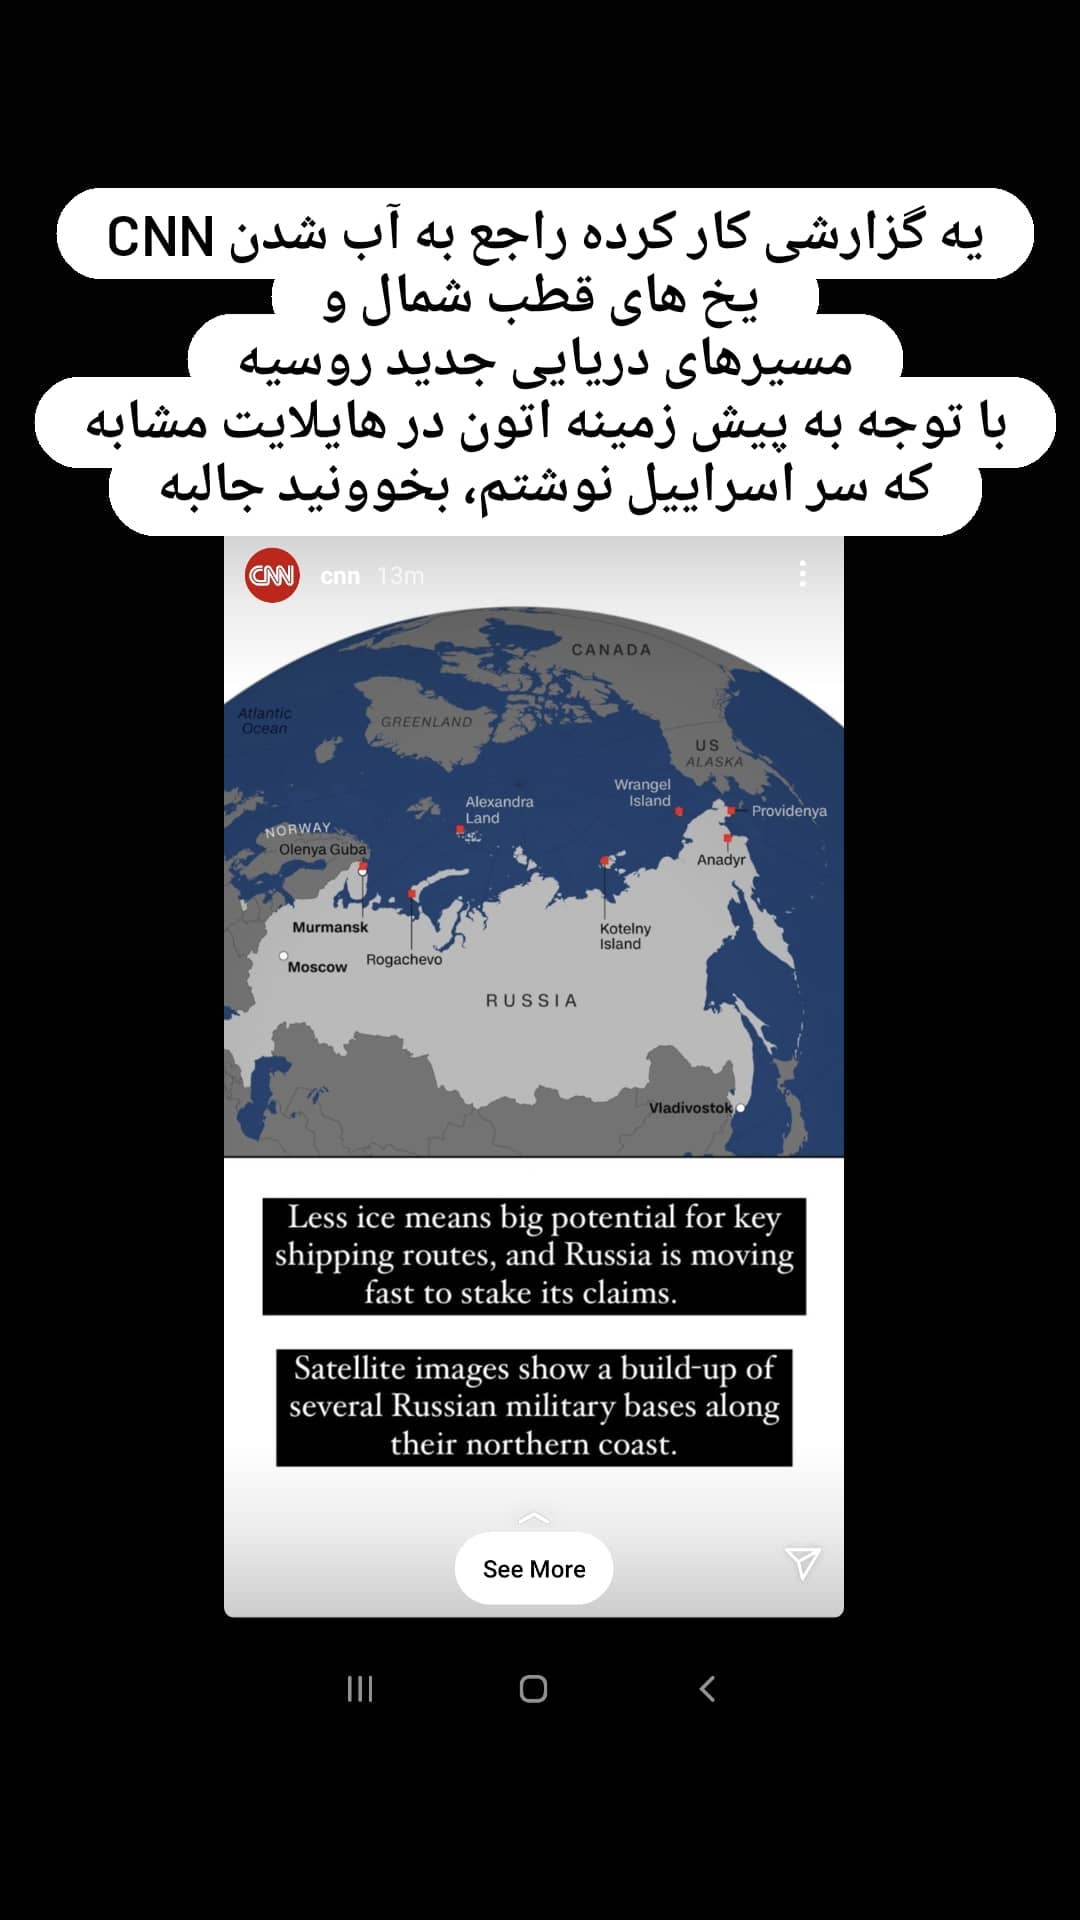 یه گزارشی کار کرده راجع به آب شدن CNN
یخ های قطب شمال و
مسیرهای دریایی جدید روسیه
با توجه به پیش زمینه اتون در هایلایت مشابه
که سر اسراییل نوشتم، بخوونید جالبه
CNN cnn 13m
CANADA
Atlantic
Ocean
GREENLAND
US
ALASKA
Wrangel
Island
Alexandra
Land
Providenya
NORWAY
Olenya Guba
Anadyr
Murmansk
Kotelny
Island
Rogachevo
Moscow
RUSSIA
Vladivostok
Less ice means big potential for key
shipping routes, and Russia is moving
fast to stake its claims.
Satellite images show a build-up of
several Russian military bases along
their northern coast.
See More